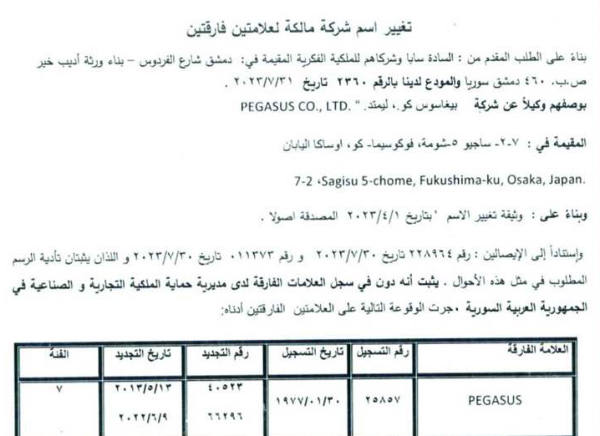 تغيير اسم شركة مالكة لعلامتين فارقتين
بناءً على الطلب المقدم من : السادة سابا وشركاهم للملكية الفكرية المقيمة في: دمشق شارع الفردوس – بناء ورثة أديب خير
ص.ب. ٤٦٠ دمشق سوريا والمودع لدينا بالرقم ٢٣٦٠ تاريخ ٢٠٢٣/٧/٣١ .
بوصفهم وكيلاً عن شركة بيغاسوس كو.، ليمتد. " PEGASUS CO., LTD.
المقيمة في : ٧-٢- ساجيو ٥-شومة، فوكوسيما- كو، اوساكا اليابان
7-2 ،Sagisu 5-chome, Fukushima-ku, Osaka, Japan.
وبناءً على : وثيقة تغيير الاسم " بتاريخ ٢٠٢٣/٤/١ المصدقة اصولا .
وإستناداً إلى الإيصالين : رقم ٢٢٨٩٦٤ تاريخ ٢٠٢٣/٧/٣٠ و رقم ٠١١٣٧٣ تاريخ ٢٠٢٣/٧/٣٠ و اللذان يثبتان تأدية الرسم
المطلوب في مثل هذه الأحوال . يثبت أنه دون في سجل العلامات الفارقة لدى مديرية حماية الملكية التجارية و الصناعية في
الجمهورية العربية السورية ، جرت الوقوعة التالية على العلامتين الفارقتين أدناه:
العلامة الفارقة رقم التسجيل تاريخ التسجيل رقم التجديد تاريخ التجديد الفئة
PEGASUS ٢٥٨٥٧ ١٩٧٧/٠١/٣٠ ٤٠٥٢٣ ٢٠١٣/٥/١٣ ٧
٦٦٢٩٦ ٢٠٢٢/٦/٩